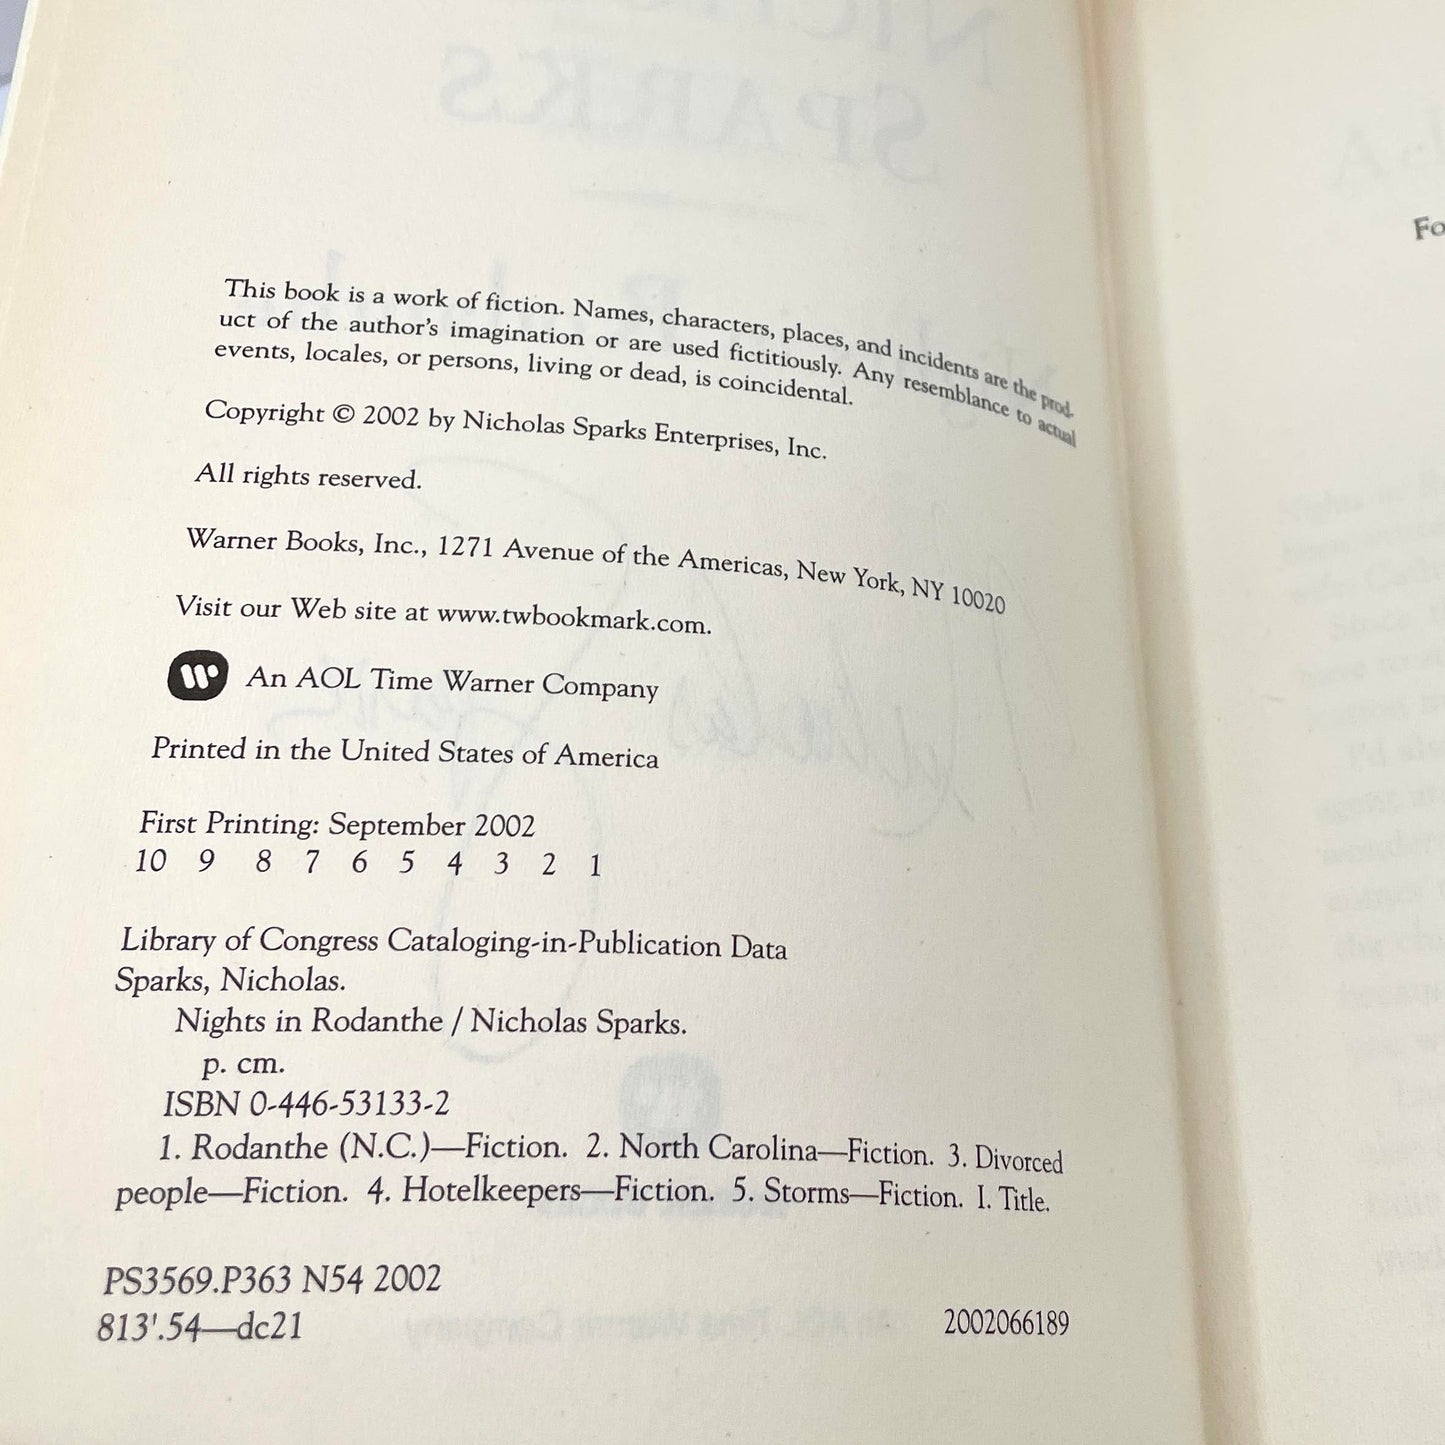 This book is a work of fiction. Names, characters, places, and incidents are the prod-
uct of the author's imagination or are used fictitiously. Any resemblance to actual
events, locales, or persons, living or dead, is coincidental.
Copyright © 2002 by Nicholas Sparks Enterprises, Inc.
All rights reserved.
Warner Books, Inc., 1271 Avenue of the Americas, New York, NY 10020
Visit our Web site at www.twbookmark.com.
An AOL Time Warner Company
Printed in the United States of America
First Printing: September 2002
10 9 8 7 6 5 4 3 2 1
Library of Congress Cataloging-in-Publication Data
Sparks, Nicholas.
Nights in Rodanthe / Nicholas Sparks.
p. cm.
ISBN 0-446-53133-2
1. Rodanthe (N.C.)—Fiction. 2. North Carolina—Fiction. 3. Divorced
people—Fiction. 4. Hotelkeepers—Fiction. 5. Storms—Fiction. I. Title.
PS3569.P363 N54 2002
813'.54—dc21 2002066189